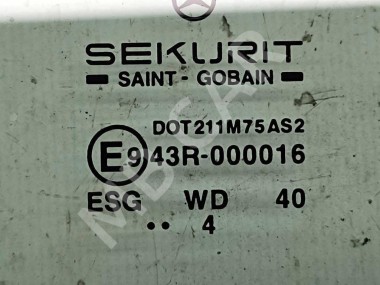 SEKURIT
SAINT - GOBAIN
DOT211M75AS2
E9 43R-000016
ESG WD 40
•• 4